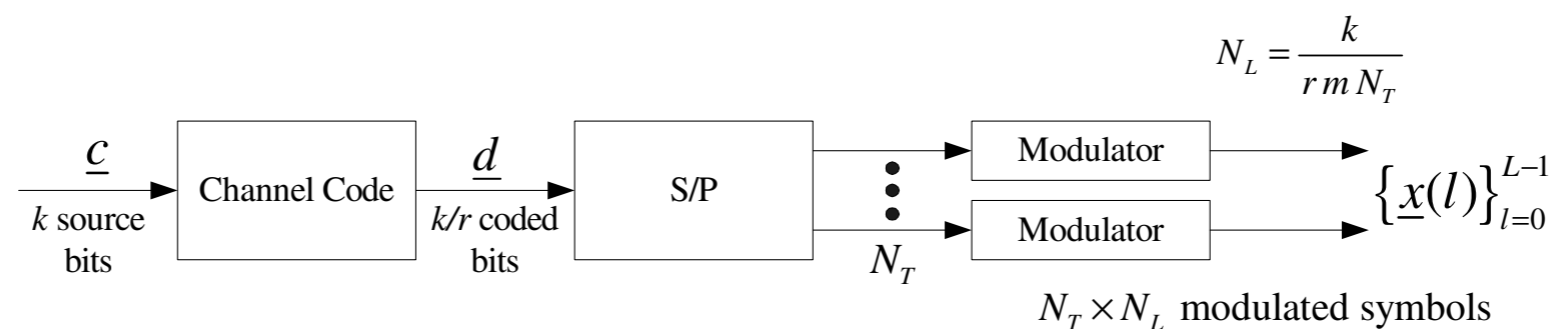 N_L = k / (r m N_T)
c
k source
bits
Channel Code
d
k/r coded
bits
S/P
N_T
Modulator
Modulator
{x(l)}_{l=0}^{L-1}
N_T × N_L modulated symbols